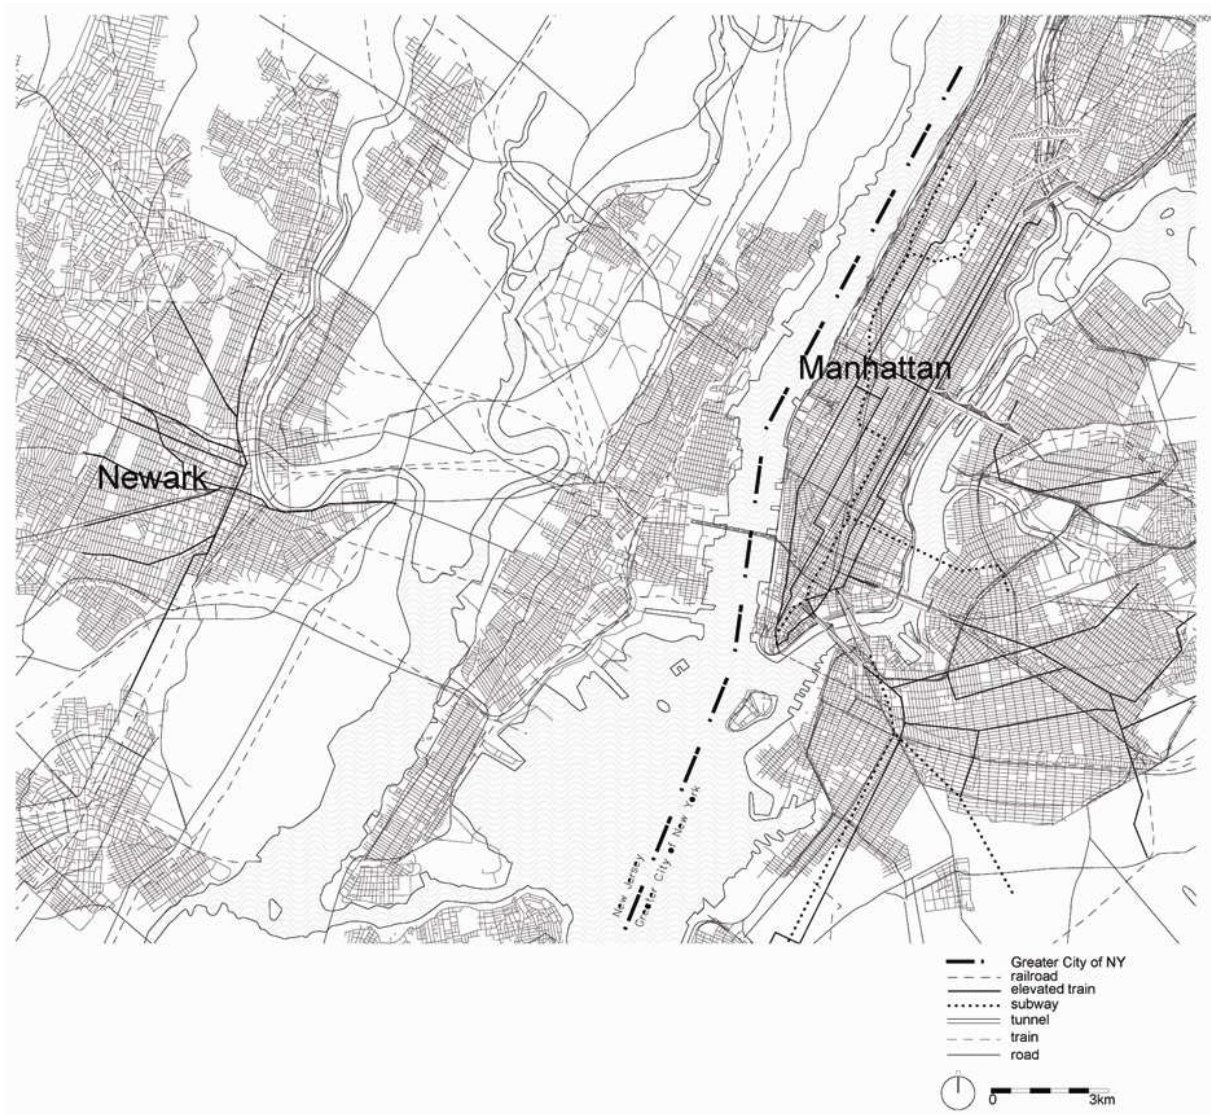 Manhattan
Newark
New Jersey
Greater City of New York
Greater City of NY
railroad
elevated train
subway
tunnel
train
road
0 3km